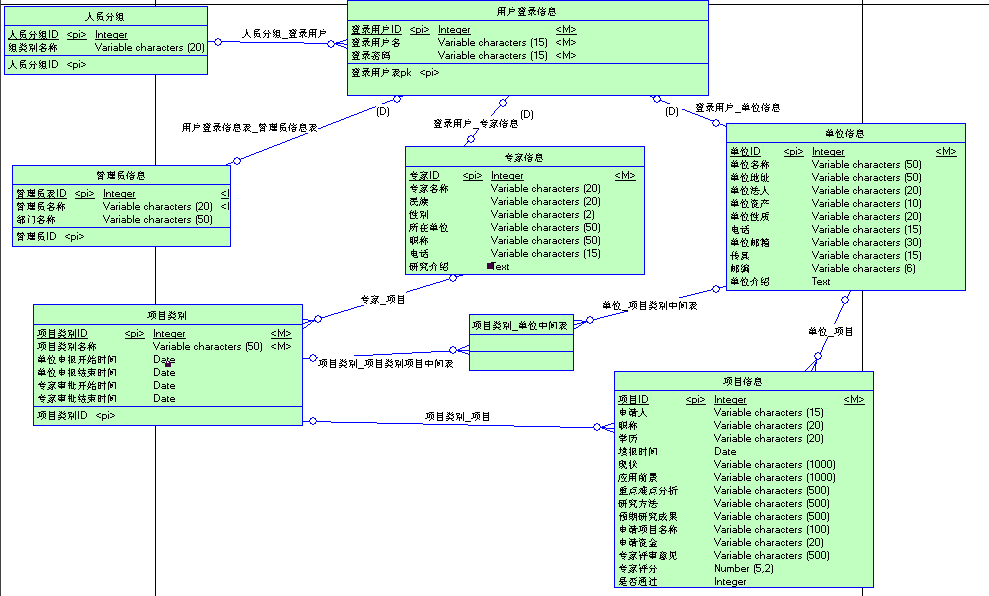 人员分组
人员分组ID <pi> Integer
组类别名称 Variable characters (20)
人员分组ID <pi>
人员分组_登录用户
用户登录信息
登录用户ID <pi> Integer <M>
登录用户名 Variable characters (15) <M>
登录密码 Variable characters (15) <M>
登录用户表pk <pi>
(D)
用户登录信息表_管理员信息表
(D)
登录用户_专家信息
(D)
登录用户_单位信息
管理员信息
管理员表ID <pi> Integer
管理员名称 Variable characters (20)
部门名称 Variable characters (50)
管理员ID <pi>
专家信息
专家ID <pi> Integer <M>
专家名称 Variable characters (20)
民族 Variable characters (20)
性别 Variable characters (2)
所在单位 Variable characters (50)
职称 Variable characters (50)
电话 Variable characters (15)
研究介绍 Text
单位信息
单位ID <pi> Integer <M>
单位名称 Variable characters (50)
单位地址 Variable characters (50)
单位法人 Variable characters (20)
单位资产 Variable characters (10)
单位性质 Variable characters (20)
电话 Variable characters (15)
单位邮箱 Variable characters (30)
传真 Variable characters (15)
邮编 Variable characters (6)
单位介绍 Text
专家_项目
单位_项目类别中间表
单位_项目
项目类别
项目类别ID <pi> Integer <M>
项目类别名称 Variable characters (50) <M>
单位申报开始时间 Date
单位申报结束时间 Date
专家审批开始时间 Date
专家审批结束时间 Date
项目类别ID <pi>
项目类别_单位中间表
项目类别_项目类别项目中间表
项目类别_项目
项目信息
项目ID <pi> Integer <M>
申请人 Variable characters (15)
职称 Variable characters (20)
学历 Variable characters (20)
填报时间 Date
现状 Variable characters (1000)
应用前景 Variable characters (1000)
重点难点分析 Variable characters (500)
研究方法 Variable characters (500)
预期研究成果 Variable characters (500)
申请项目名称 Variable characters (100)
申请资金 Variable characters (20)
专家评审意见 Variable characters (500)
专家评分 Number (5,2)
是否通过 Integer